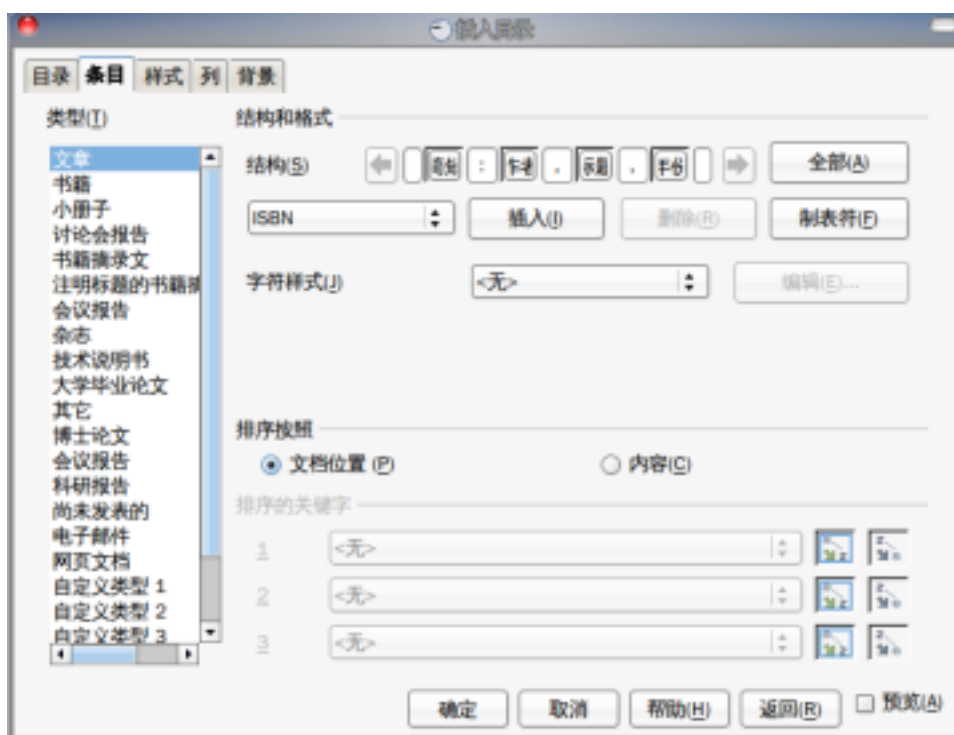 插入目录
目录 条目 样式 列 背景
类型(T)
文章
书籍
小册子
讨论会报告
书籍摘录文
注明标题的书籍摘
会议报告
杂志
技术说明书
大学毕业论文
其它
博士论文
会议报告
科研报告
尚未发表的
电子邮件
网页文档
自定义类型 1
自定义类型 2
自定义类型 3
结构和格式
结构(S) : 作者 , 标题 , 年份 全部(A)
ISBN 插入(I) 删除(R) 制表符(F)
字符样式(J) <无> 编辑(E)...
排序按照
文档位置 (P) 内容(C)
排序的关键字
1 <无>
2 <无>
3 <无>
确定 取消 帮助(H) 返回(R) 预览(A)